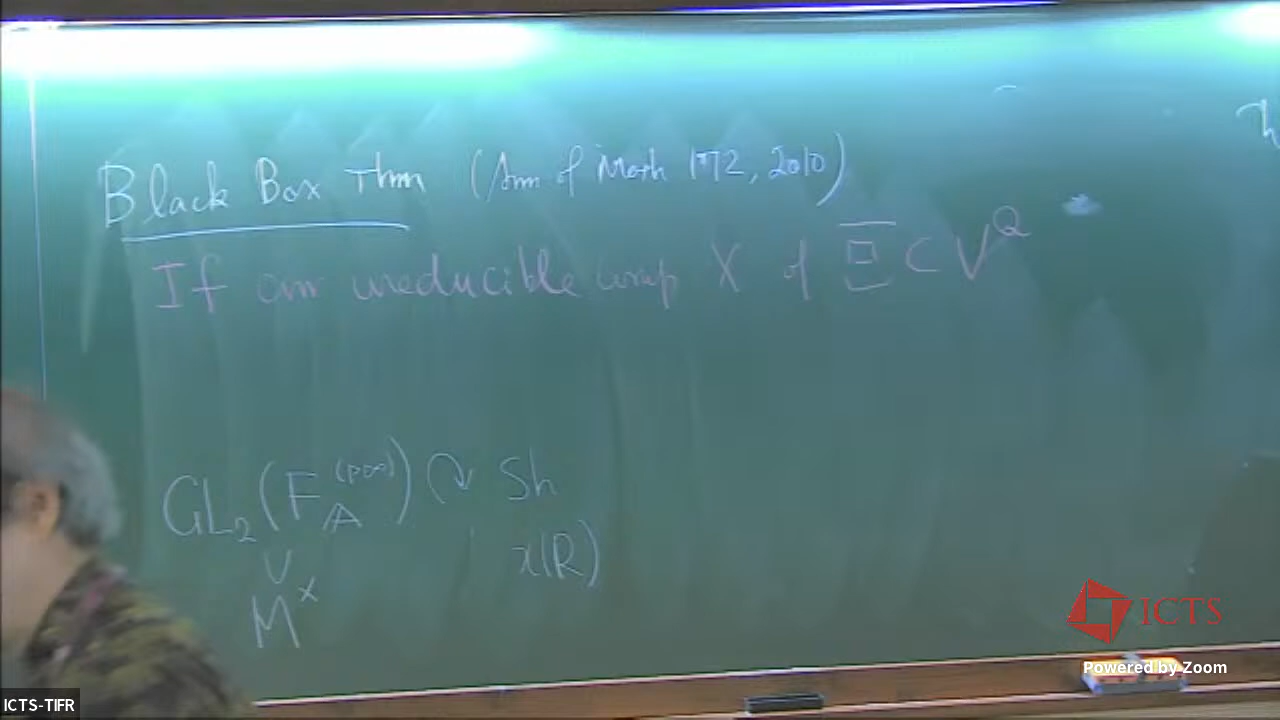 Black Box Thm (Ann of Math 172, 2010)
If an irreducible comp X of Ξ ⊂ V^Q
GL₂(F_𝔸^(p∞)) ↷ Sh
∪ x(R)
M^×
ICTS
Powered by Zoom
ICTS-TIFR